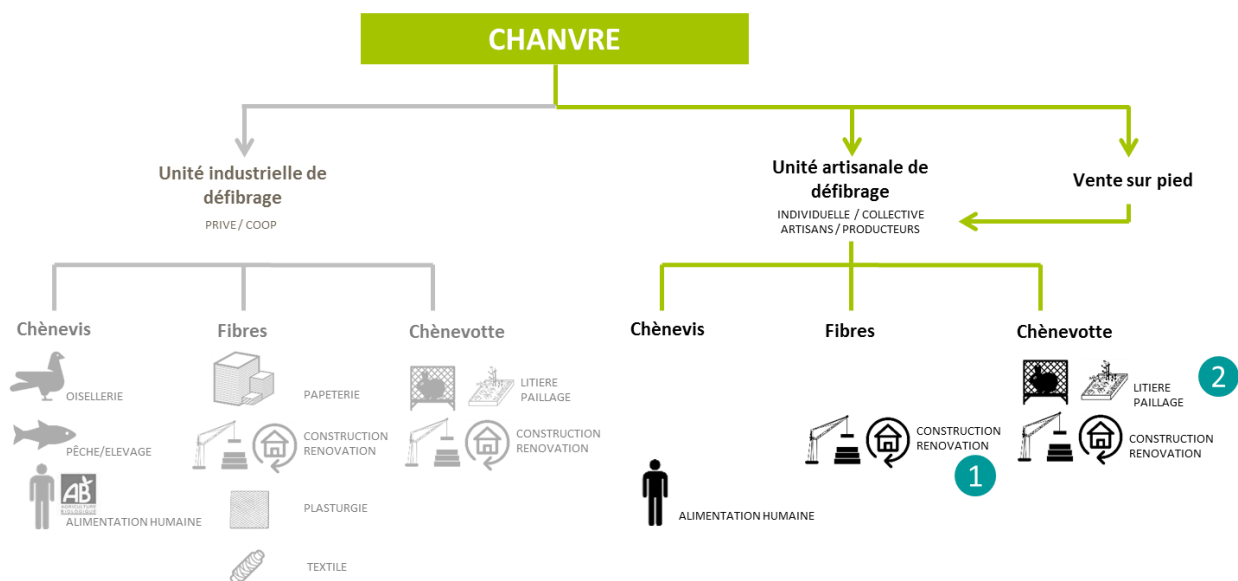 CHANVRE
Unité industrielle de
défibrage
PRIVE / COOP
Unité artisanale de
défibrage
INDIVIDUELLE / COLLECTIVE
ARTISANS / PRODUCTEURS
Vente sur pied
Chènevis
OISELLERIE
PÊCHE/ELEVAGE
AB
AGRICULTURE
BIOLOGIQUE
ALIMENTATION HUMAINE
Fibres
PAPETERIE
CONSTRUCTION
RENOVATION
PLASTURGIE
TEXTILE
Chènevotte
LITIERE
PAILLAGE
CONSTRUCTION
RENOVATION
Chènevis
ALIMENTATION HUMAINE
Fibres
CONSTRUCTION
RENOVATION
1
Chènevotte
LITIERE
PAILLAGE
2
CONSTRUCTION
RENOVATION